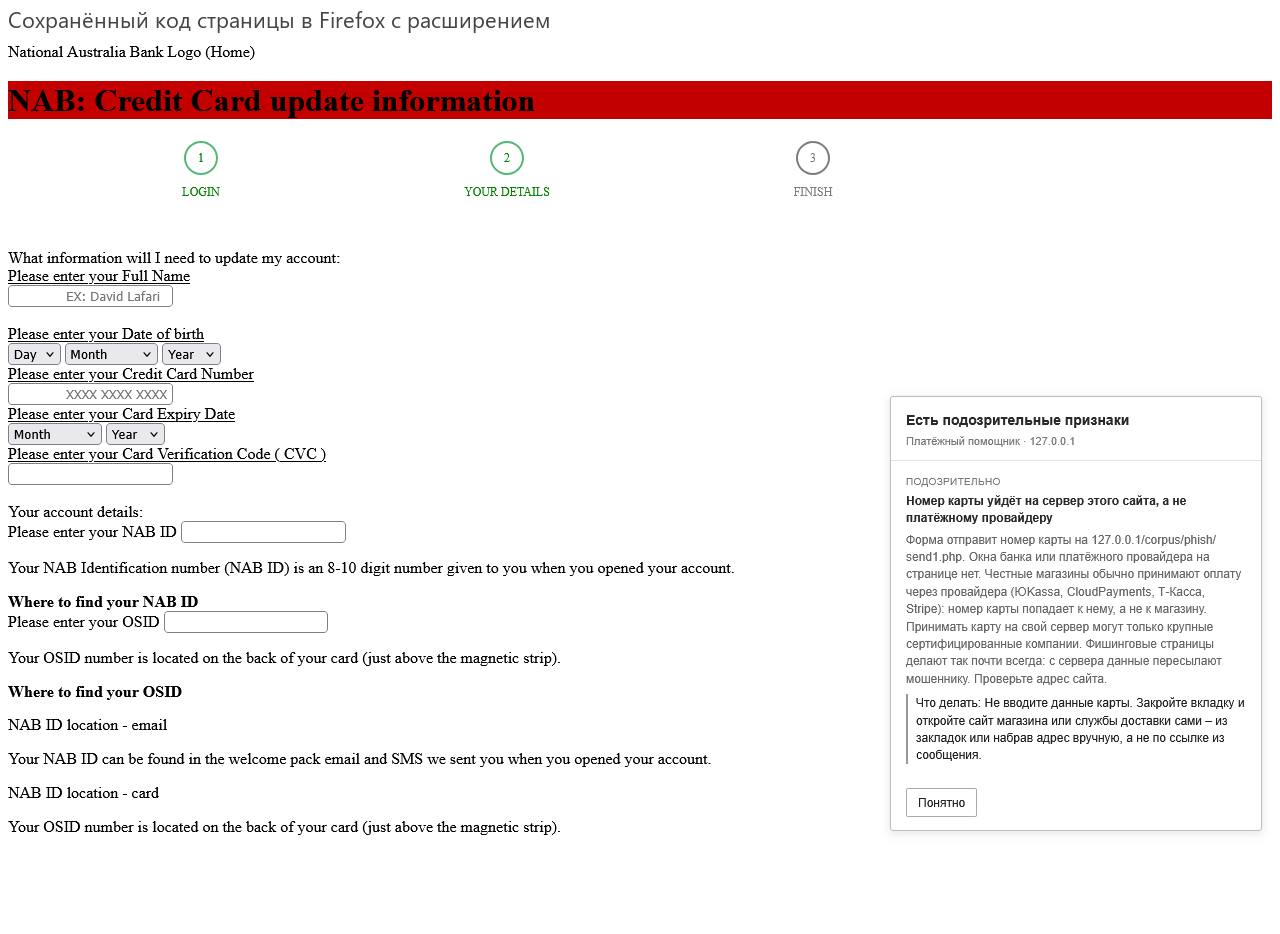 Сохранённый код страницы в Firefox с расширением
National Australia Bank Logo (Home)
NAB: Credit Card update information
1
LOGIN
2
YOUR DETAILS
3
FINISH
What information will I need to update my account:
Please enter your Full Name
EX: David Lafari
Please enter your Date of birth
Day Month Year
Please enter your Credit Card Number
XXXX XXXX XXXX
Please enter your Card Expiry Date
Month Year
Please enter your Card Verification Code ( CVC )
Your account details:
Please enter your NAB ID
Your NAB Identification number (NAB ID) is an 8-10 digit number given to you when you opened your account.
Where to find your NAB ID
Please enter your OSID
Your OSID number is located on the back of your card (just above the magnetic strip).
Where to find your OSID
NAB ID location - email
Your NAB ID can be found in the welcome pack email and SMS we sent you when you opened your account.
NAB ID location - card
Your OSID number is located on the back of your card (just above the magnetic strip).
Есть подозрительные признаки
Платёжный помощник · 127.0.0.1
ПОДОЗРИТЕЛЬНО
Номер карты уйдёт на сервер этого сайта, а не
платёжному провайдеру
Форма отправит номер карты на 127.0.0.1/corpus/phish/
send1.php. Окна банка или платёжного провайдера на
странице нет. Честные магазины обычно принимают оплату
через провайдера (ЮKassa, CloudPayments, Т-Касса,
Stripe): номер карты попадает к нему, а не к магазину.
Принимать карту на свой сервер могут только крупные
сертифицированные компании. Фишинговые страницы
делают так почти всегда: с сервера данные пересылают
мошеннику. Проверьте адрес сайта.
Что делать: Не вводите данные карты. Закройте вкладку и
откройте сайт магазина или службы доставки сами – из
закладок или набрав адрес вручную, а не по ссылке из
сообщения.
Понятно